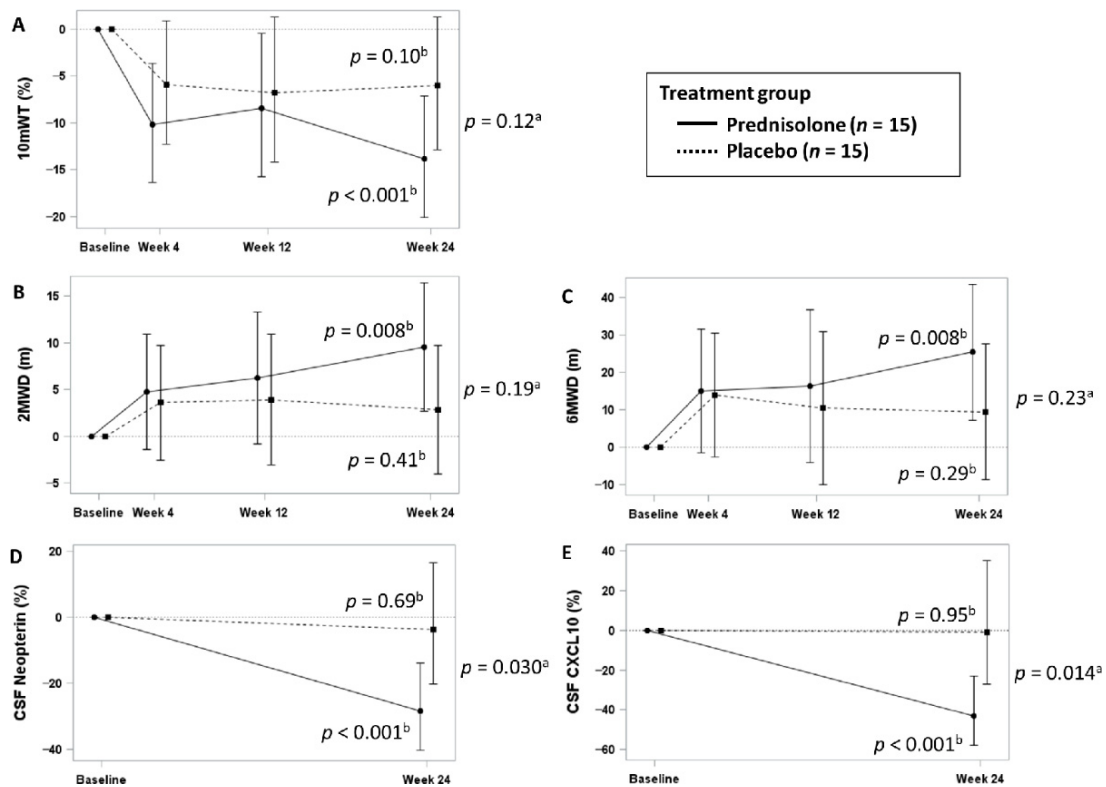 A
10mWT (%)
0
−5
−10
−15
−20
p = 0.10ᵇ
p = 0.12ᵃ
p < 0.001ᵇ
Baseline Week 4 Week 12 Week 24
Treatment group
Prednisolone (n = 15)
Placebo (n = 15)
B
2MWD (m)
15
10
5
0
−5
p = 0.008ᵇ
p = 0.19ᵃ
p = 0.41ᵇ
Baseline Week 4 Week 12 Week 24
C
6MWD (m)
40
30
20
10
0
−10
p = 0.008ᵇ
p = 0.23ᵃ
p = 0.29ᵇ
Baseline Week 4 Week 12 Week 24
D
CSF Neopterin (%)
20
0
−20
−40
p = 0.69ᵇ
p = 0.030ᵃ
p < 0.001ᵇ
Baseline Week 24
E
CSF CXCL10 (%)
40
20
0
−20
−40
−60
p = 0.95ᵇ
p = 0.014ᵃ
p < 0.001ᵇ
Baseline Week 24